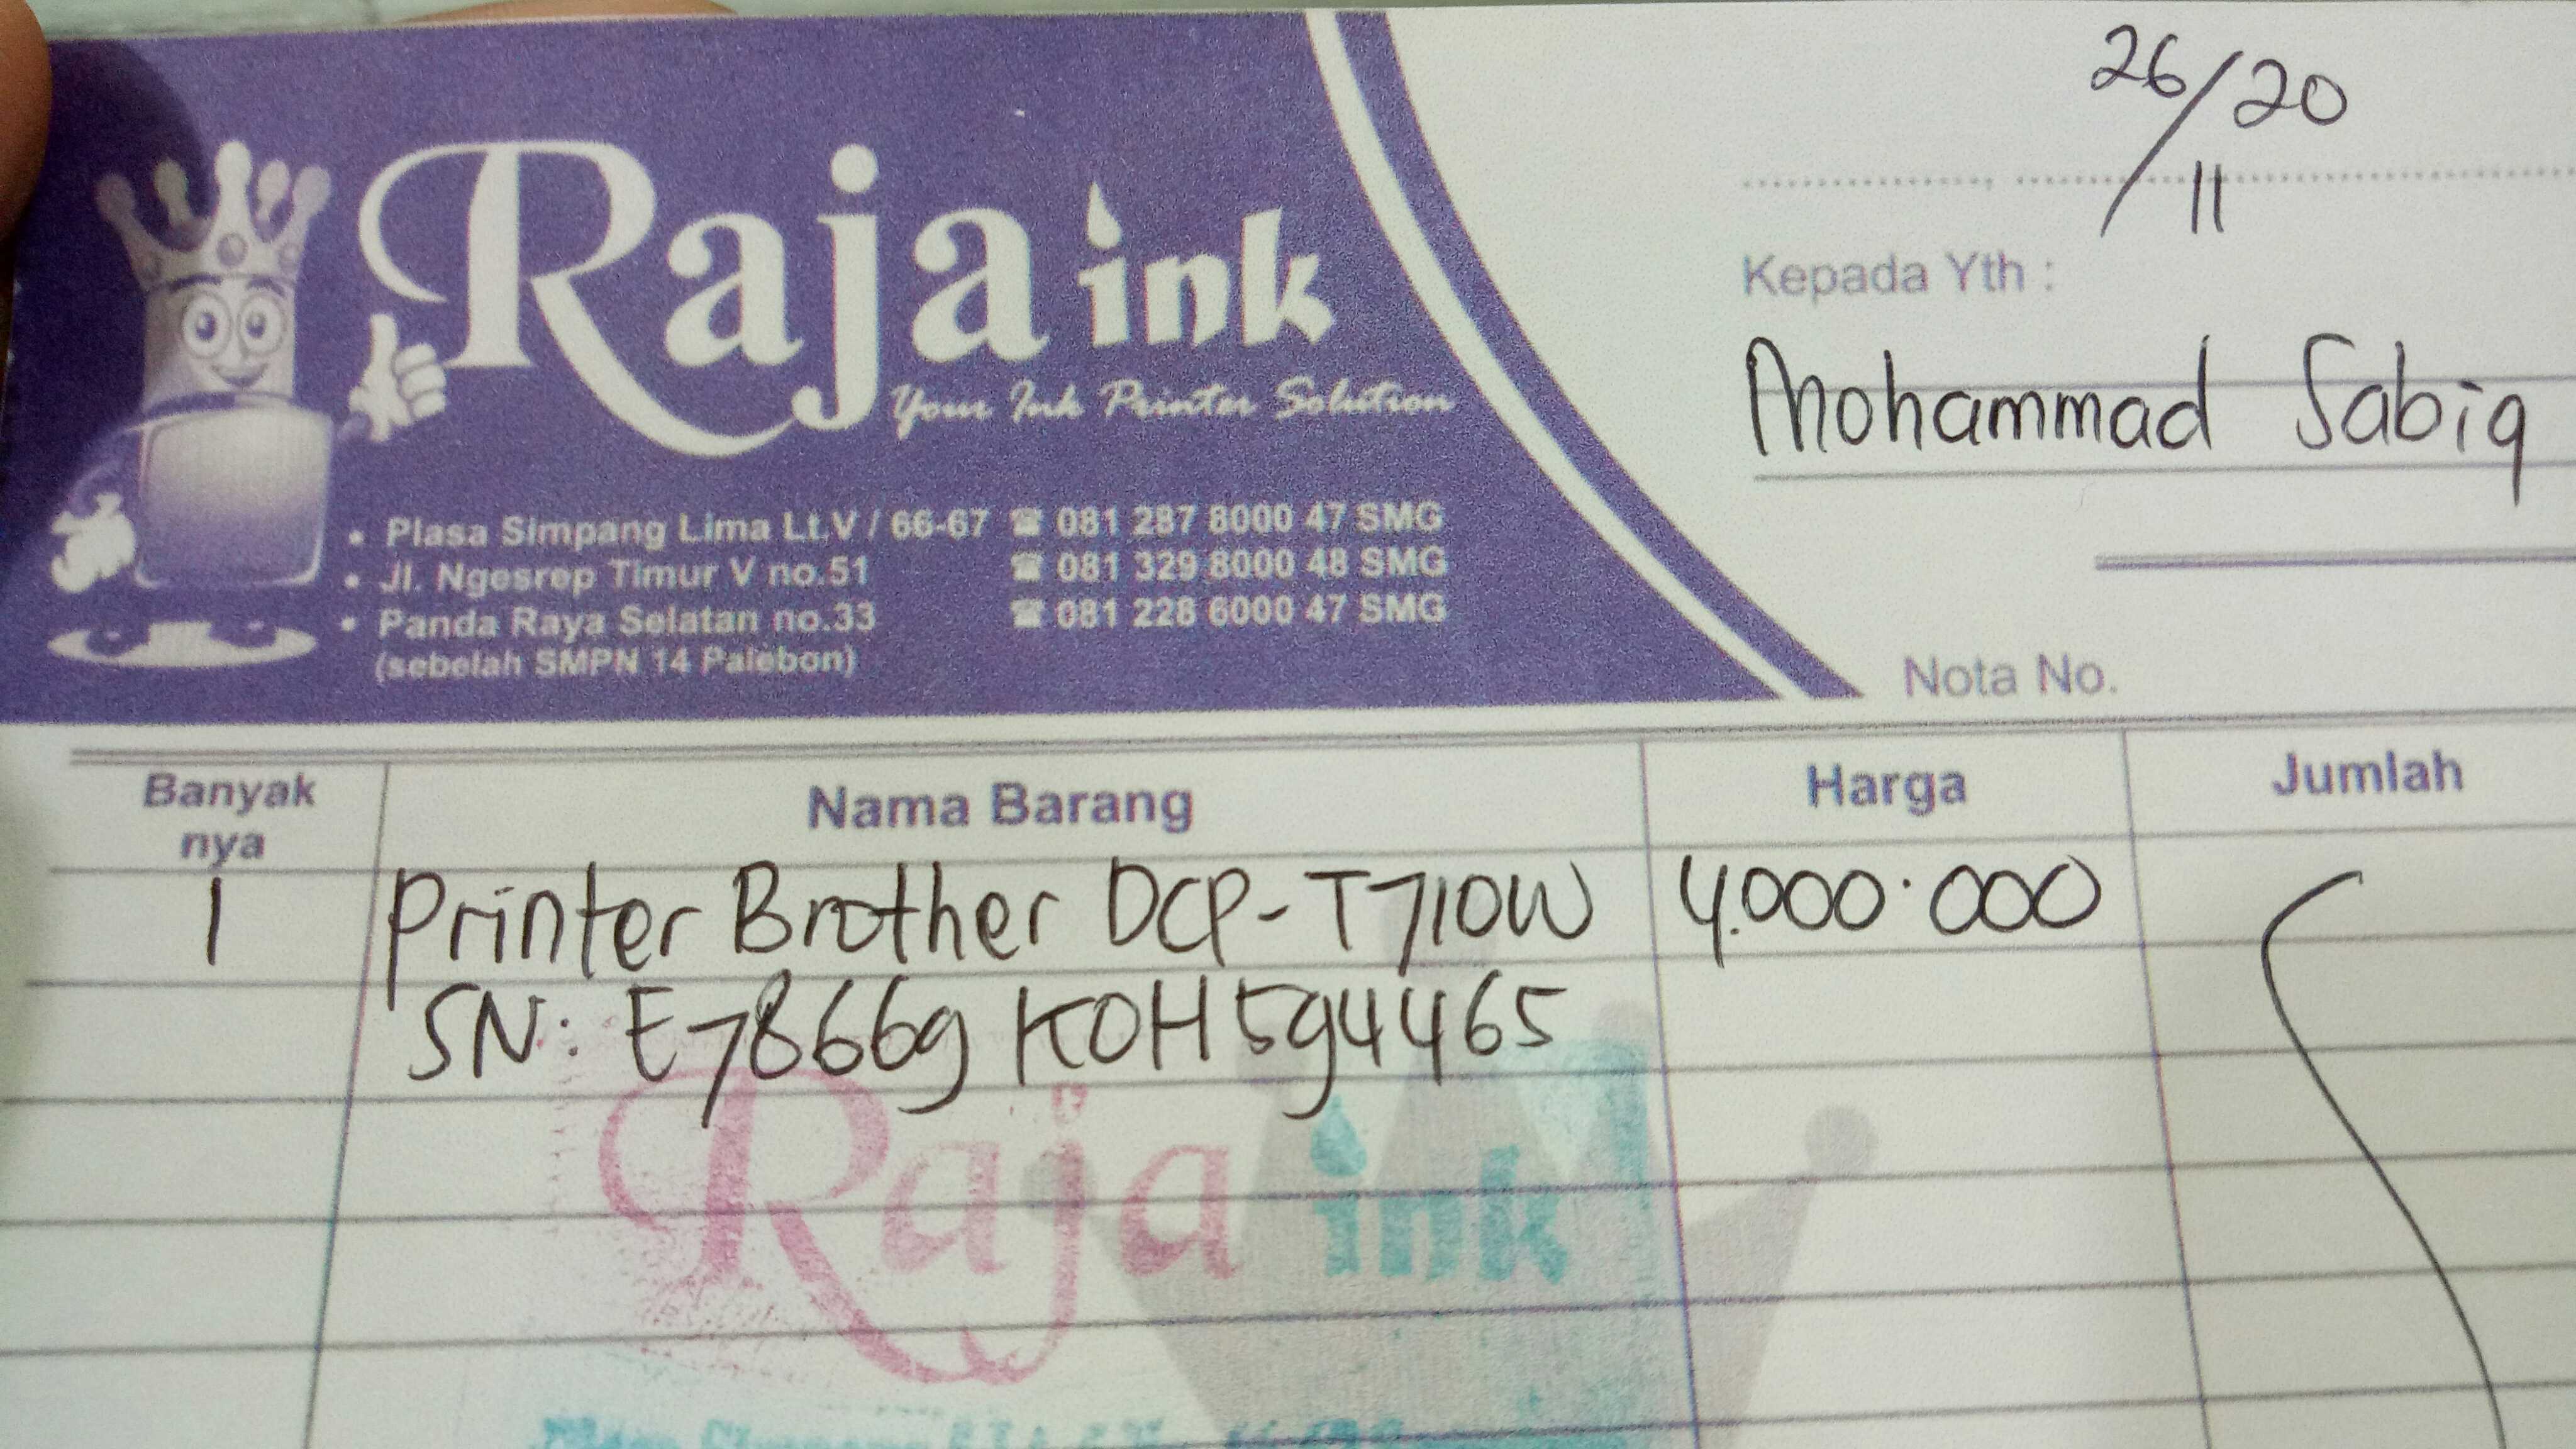 26/11 20
Kepada Yth :
Mohammad Sabiq
Raja ink
Your Ink Printer Solution
• Plasa Simpang Lima Lt,V / 66-67 ☎ 081 287 8000 47 SMG
• Jl. Ngesrep Timur V no.51 ☎ 081 329 8000 48 SMG
• Panda Raya Selatan no.33 ☎ 081 228 6000 47 SMG
(sebelah SMPN 14 Palebon)
Nota No.
Banyak nya Nama Barang Harga Jumlah
1 Printer Brother DCP-T710W 4.000.000
SN: E78669KOH594465
Raja ink